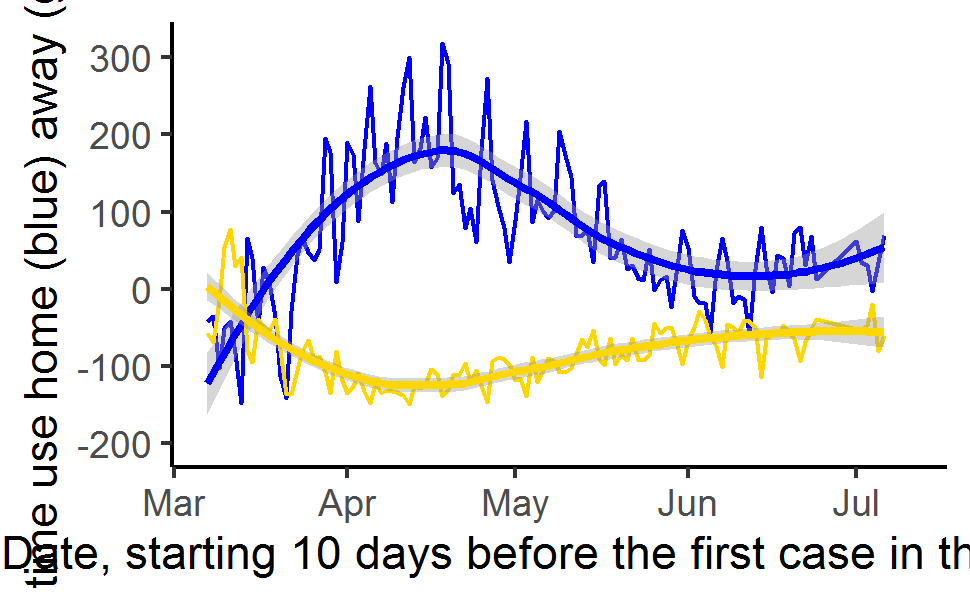 time use home (blue) away (
300
200
100
0
-100
-200
Mar Apr May Jun Jul
Date, starting 10 days before the first case in th